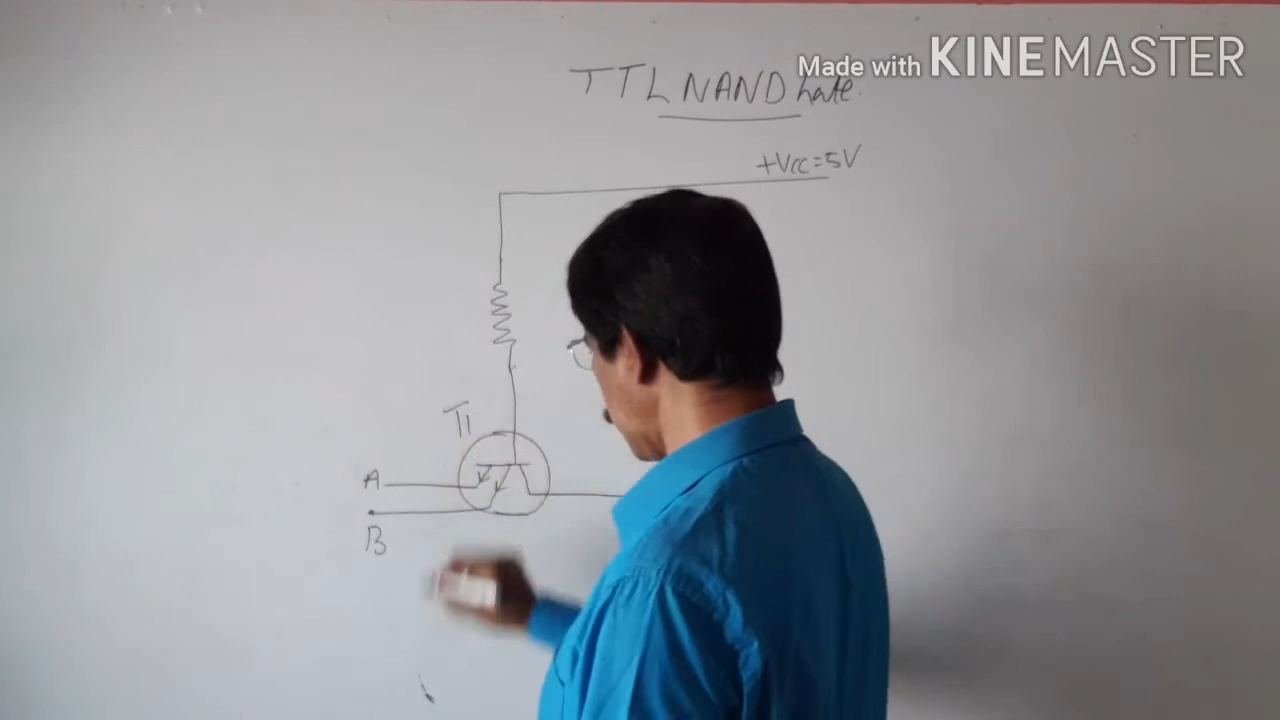 Made with KINEMASTER
TTL NAND Gate.
+Vcc=5V
T1
A
B